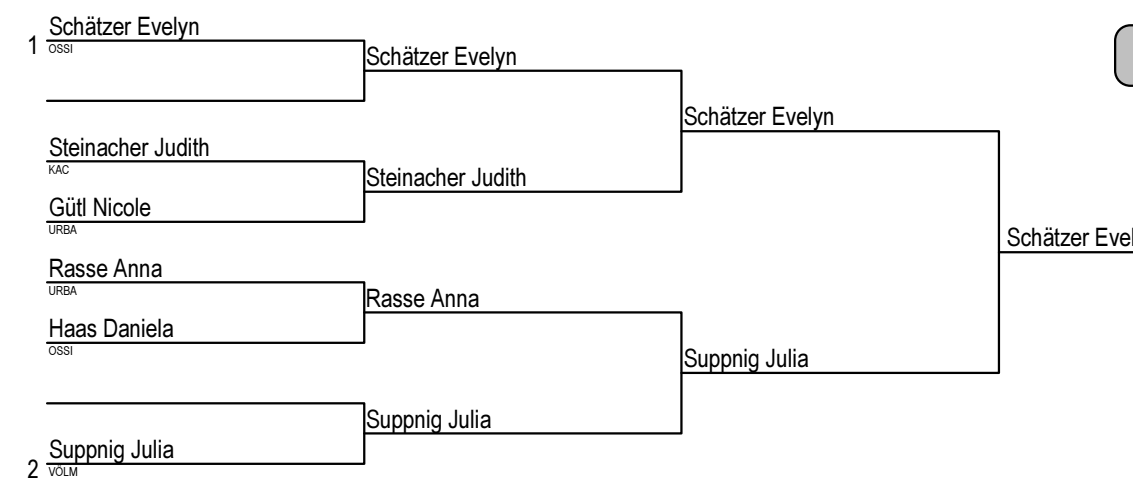 Schätzer Evelyn
1 OSSI
Schätzer Evelyn
Schätzer Evelyn
Steinacher Judith
KAC
Steinacher Judith
Gütl Nicole
URBA
Schätzer Evel
Rasse Anna
URBA
Rasse Anna
Haas Daniela
OSSI
Suppnig Julia
Suppnig Julia
Suppnig Julia
2 VÖLM